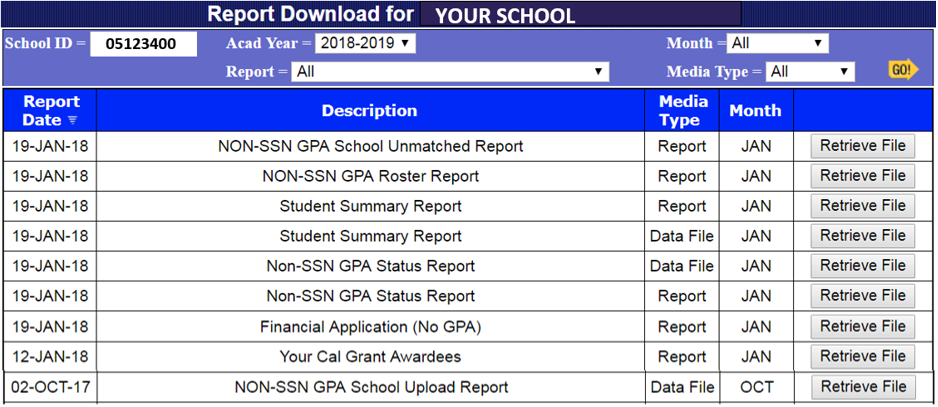 Report Download for YOUR SCHOOL
School ID = 05123400 Acad Year = 2018-2019 Month = All
Report = All Media Type = All GO!
Report Date Description Media Type Month
19-JAN-18 NON-SSN GPA School Unmatched Report Report JAN Retrieve File
19-JAN-18 NON-SSN GPA Roster Report Report JAN Retrieve File
19-JAN-18 Student Summary Report Report JAN Retrieve File
19-JAN-18 Student Summary Report Data File JAN Retrieve File
19-JAN-18 Non-SSN GPA Status Report Data File JAN Retrieve File
19-JAN-18 Non-SSN GPA Status Report Report JAN Retrieve File
19-JAN-18 Financial Application (No GPA) Report JAN Retrieve File
12-JAN-18 Your Cal Grant Awardees Report JAN Retrieve File
02-OCT-17 NON-SSN GPA School Upload Report Data File OCT Retrieve File